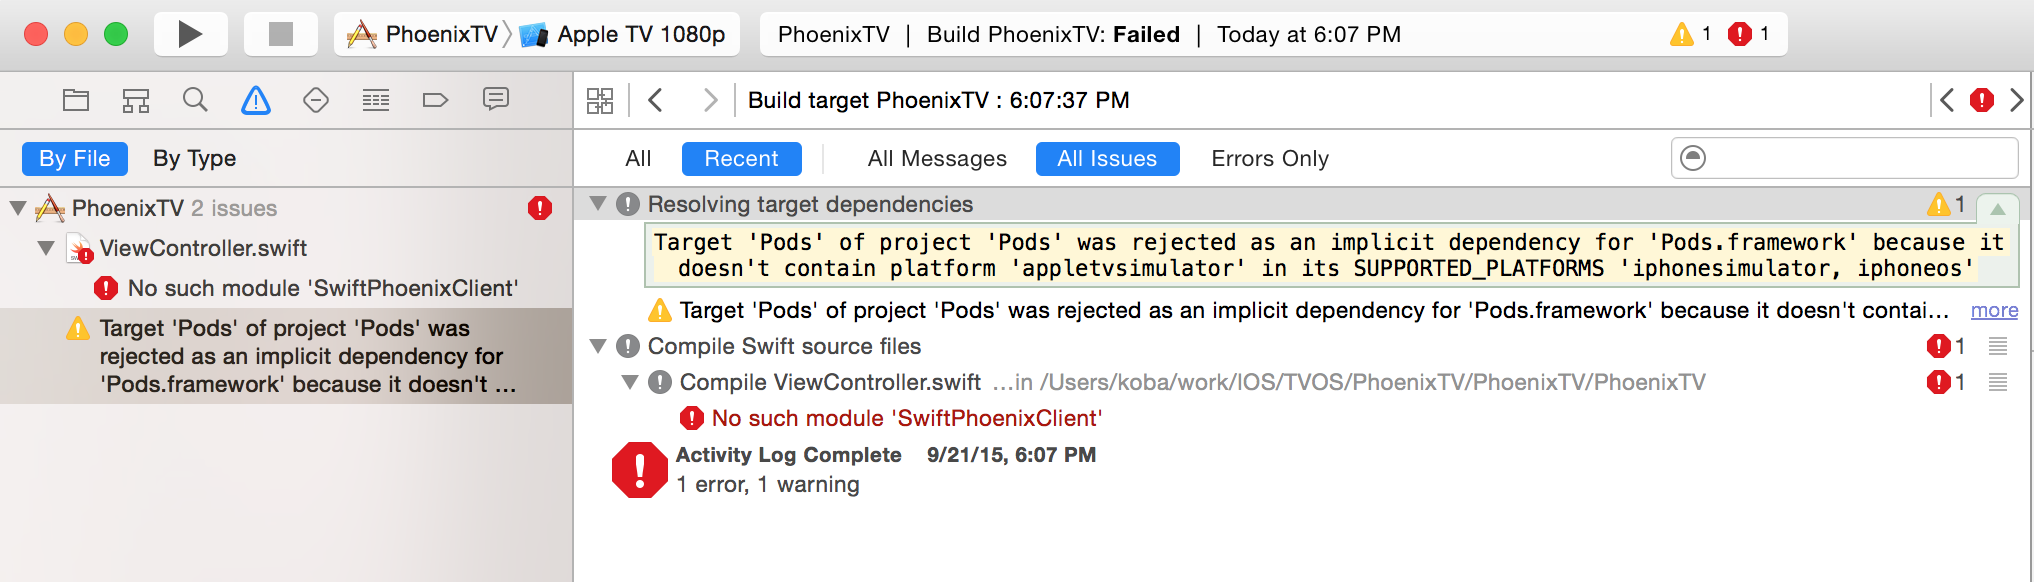 PhoenixTV Apple TV 1080p
PhoenixTV | Build PhoenixTV: Failed | Today at 6:07 PM
1 1
Build target PhoenixTV : 6:07:37 PM
By File By Type
All Recent All Messages All Issues Errors Only
PhoenixTV 2 issues
ViewController.swift
No such module 'SwiftPhoenixClient'
Target 'Pods' of project 'Pods' was
rejected as an implicit dependency for
'Pods.framework' because it doesn't ...
Resolving target dependencies 1
Target 'Pods' of project 'Pods' was rejected as an implicit dependency for 'Pods.framework' because it
doesn't contain platform 'appletvsimulator' in its SUPPORTED_PLATFORMS 'iphonesimulator, iphoneos'
Target 'Pods' of project 'Pods' was rejected as an implicit dependency for 'Pods.framework' because it doesn't contai... more
Compile Swift source files 1
Compile ViewController.swift ...in /Users/koba/work/IOS/TVOS/PhoenixTV/PhoenixTV/PhoenixTV 1
No such module 'SwiftPhoenixClient'
Activity Log Complete 9/21/15, 6:07 PM
1 error, 1 warning